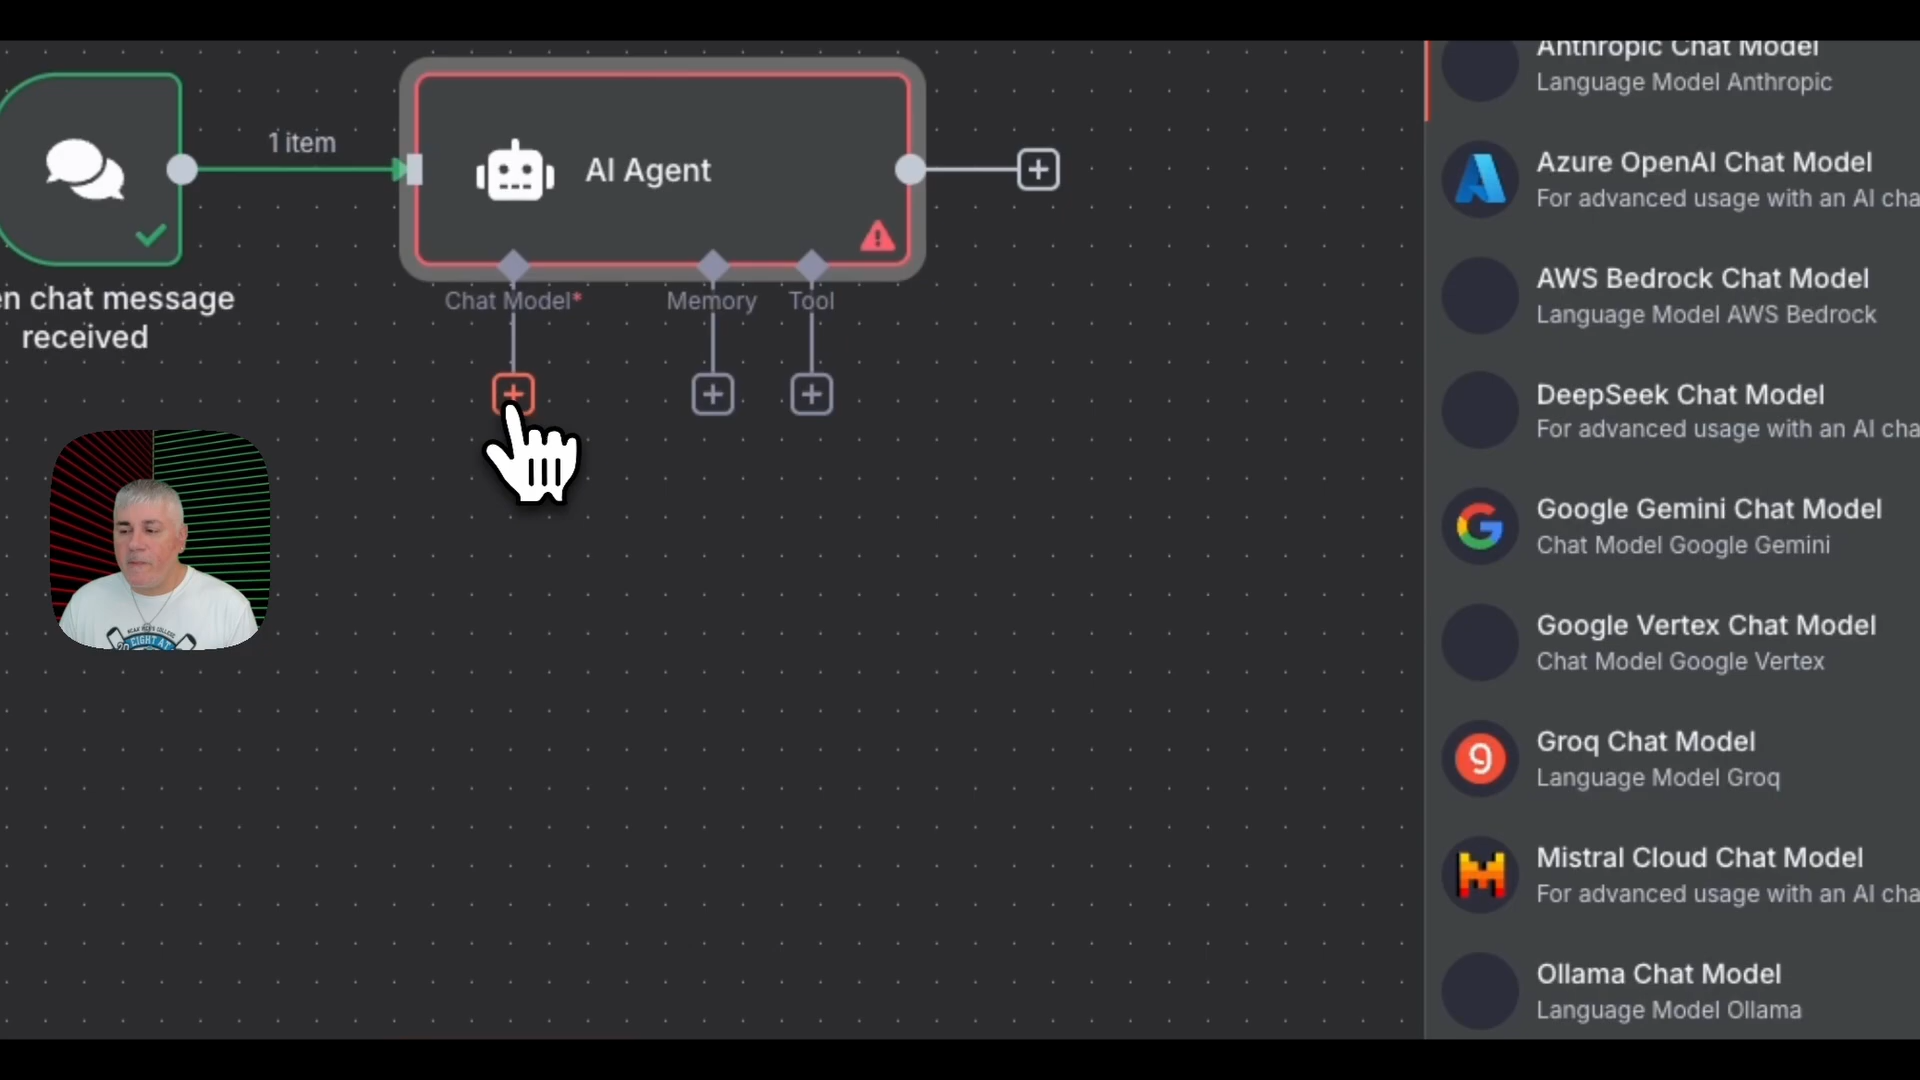 1 item
AI Agent
Chat Model*
Memory
Tool
en chat message
received
EIGHT AT
Anthropic Chat Model
Language Model Anthropic
Azure OpenAI Chat Model
For advanced usage with an AI cha
AWS Bedrock Chat Model
Language Model AWS Bedrock
DeepSeek Chat Model
For advanced usage with an AI cha
Google Gemini Chat Model
Chat Model Google Gemini
Google Vertex Chat Model
Chat Model Google Vertex
Groq Chat Model
Language Model Groq
Mistral Cloud Chat Model
For advanced usage with an AI cha
Ollama Chat Model
Language Model Ollama